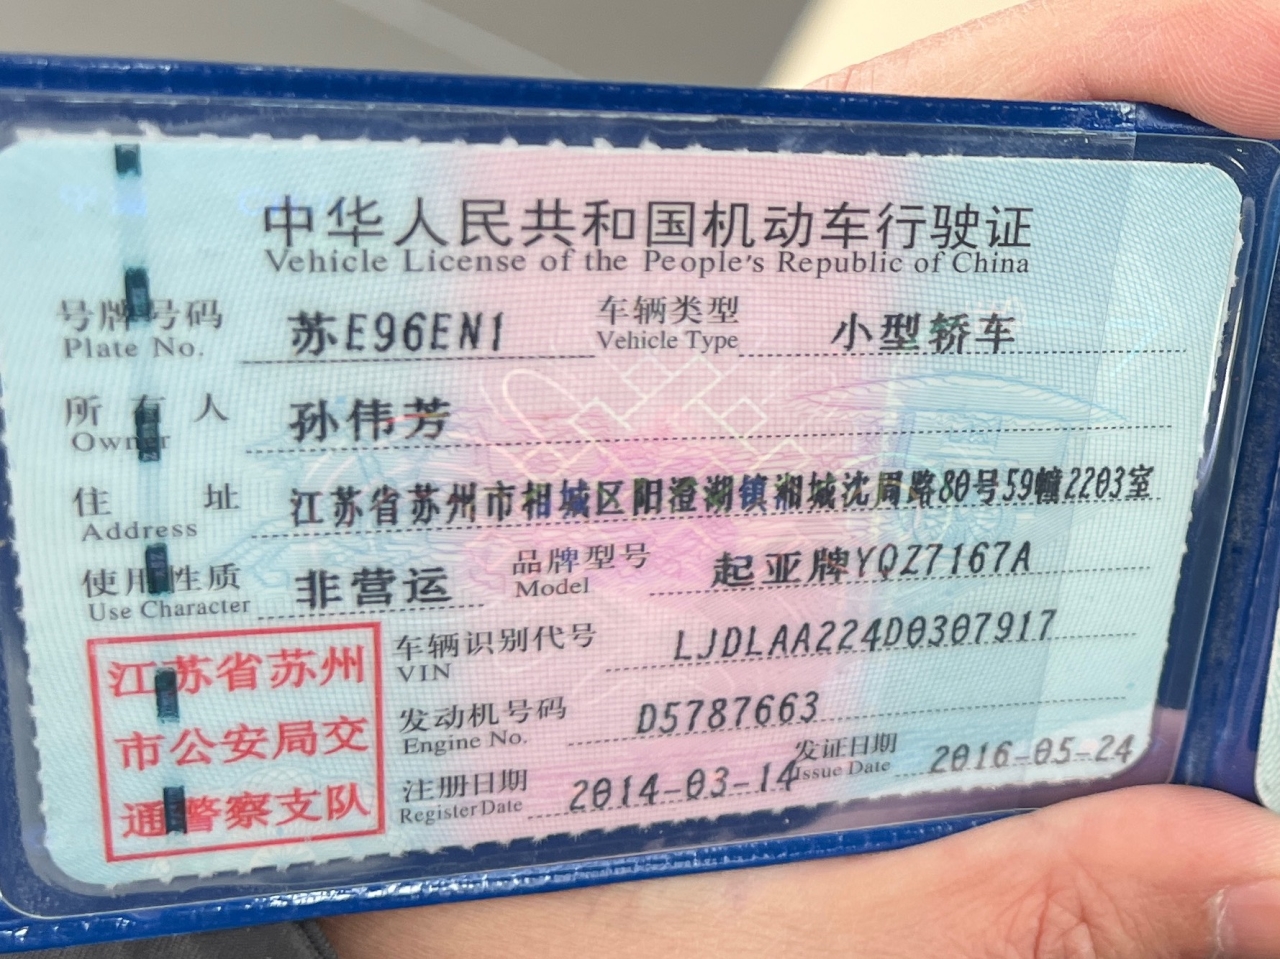 中华人民共和国机动车行驶证
Vehicle License of the People's Republic of China
号牌号码 苏E96EN1 车辆类型 小型轿车
Plate No. Vehicle Type
所有人 孙伟芳
Owner
住址 江苏省苏州市相城区阳澄湖镇湘城沈周路80号59幢2203室
Address
使用性质 非营运 品牌型号 起亚牌YQZ7167A
Use Character Model
江苏省苏州
市公安局交
通警察支队
车辆识别代号 LJDLAA224D0307917
VIN
发动机号码 D5787663
Engine No.
注册日期 2014-03-14 发证日期 2016-05-24
Register Date Issue Date